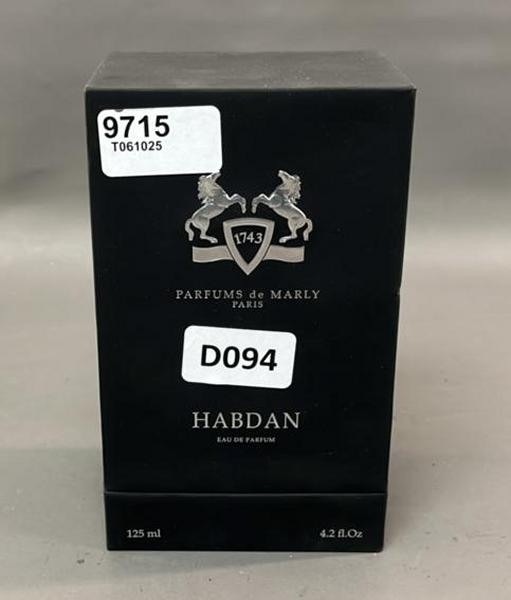 9715
T061025
1743
PARFUMS de MARLY
PARIS
D094
HABDAN
EAU DE PARFUM
125 ml
4.2 fl.Oz